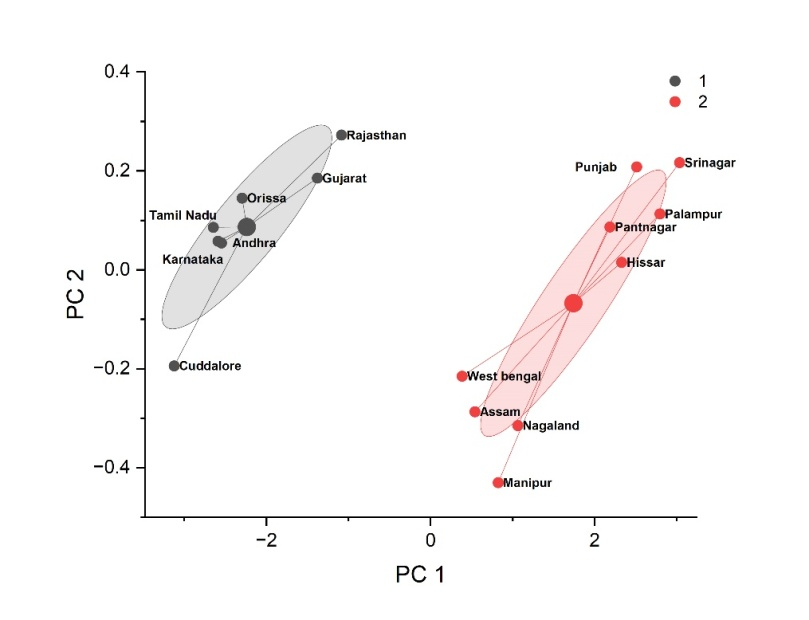 0.4
0.2
0.0
−0.2
−0.4
PC 2
1
2
Rajasthan
Gujarat
Orissa
Tamil Nadu
Andhra
Karnataka
Cuddalore
Punjab
Srinagar
Palampur
Pantnagar
Hissar
West bengal
Assam
Nagaland
Manipur
−2
0
2
PC 1